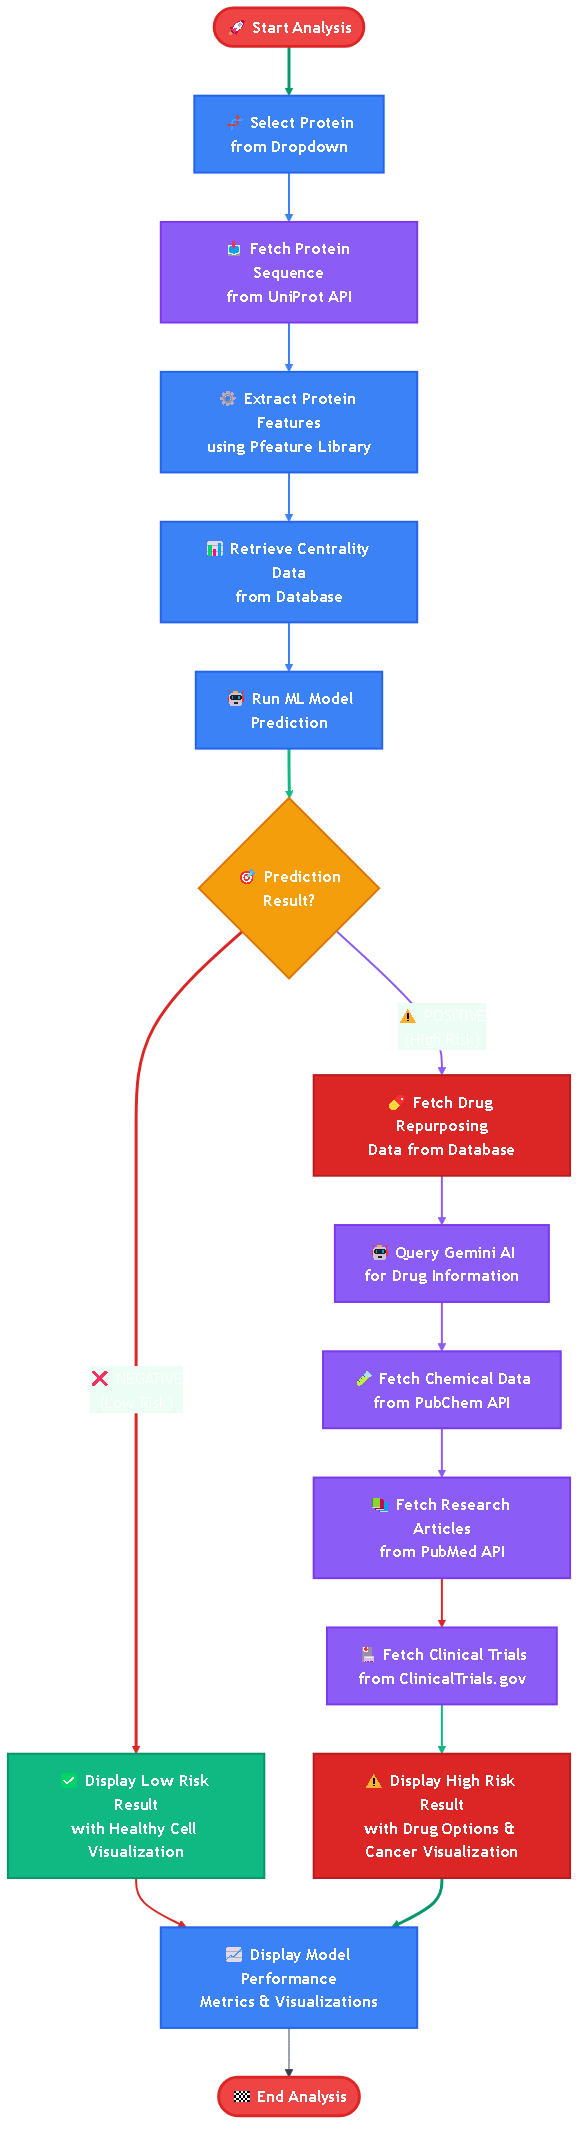 🚀 Start Analysis
Select Protein
from Dropdown
📥 Fetch Protein
Sequence
from UniProt API
⚙️ Extract Protein
Features
using Pfeature Library
📊 Retrieve Centrality
Data
from Database
🤖 Run ML Model
Prediction
🎯 Prediction
Result?
⚠️ POSITIVE
(High Risk)
💊 Fetch Drug
Repurposing
Data from Database
🤖 Query Gemini AI
for Drug Information
🧪 Fetch Chemical Data
from PubChem API
❌ NEGATIVE
(Low Risk)
📚 Fetch Research
Articles
from PubMed API
🏥 Fetch Clinical Trials
from ClinicalTrials.gov
✅ Display Low Risk
Result
with Healthy Cell
Visualization
⚠️ Display High Risk
Result
with Drug Options &
Cancer Visualization
📈 Display Model
Performance
Metrics & Visualizations
🏁 End Analysis